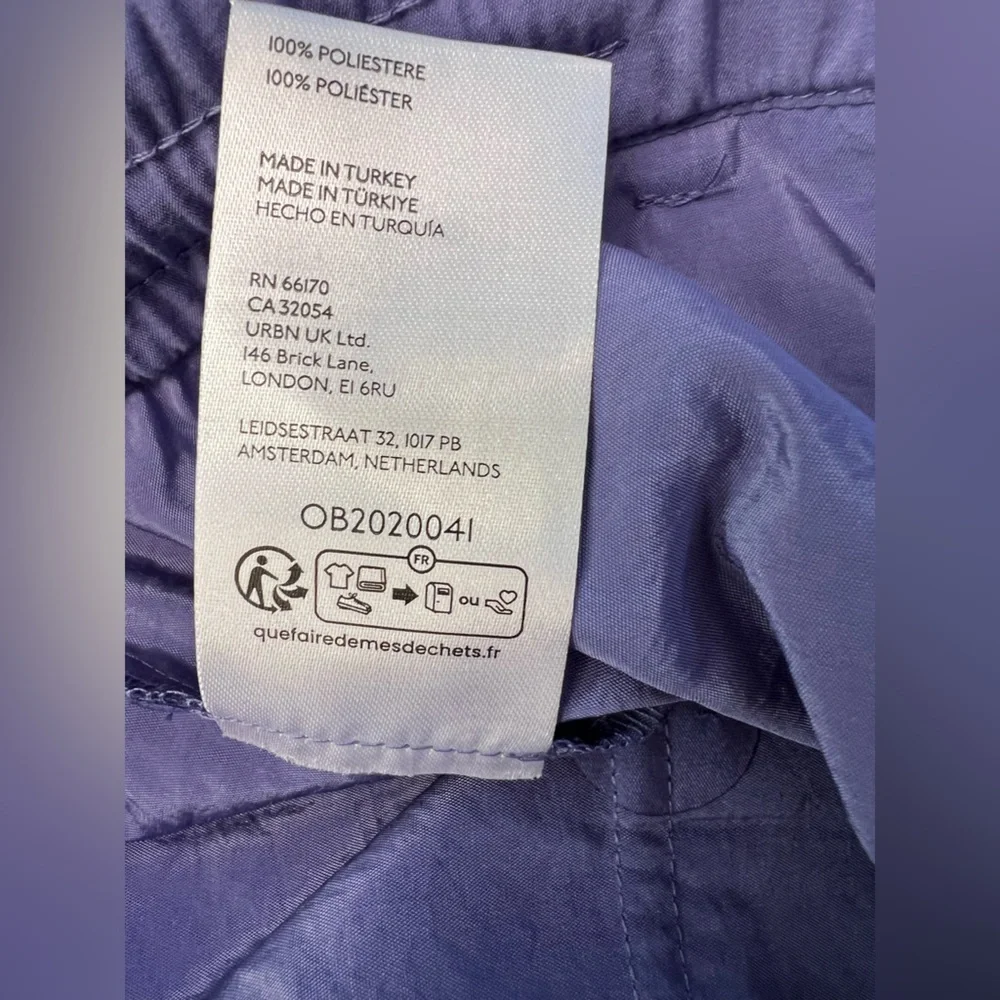 100% POLIESTERE
100% POLIÉSTER
MADE IN TURKEY
MADE IN TÜRKIYE
HECHO EN TURQUÍA
RN 66170
CA 32054
URBN UK Ltd.
146 Brick Lane,
LONDON, E1 6RU
LEIDSESTRAAT 32, 1017 PB
AMSTERDAM, NETHERLANDS
OB2020041
FR
ou
quefairedemesdechets.fr